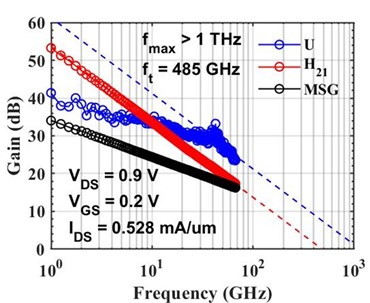 60
50
40
30
20
10
0
Gain (dB)
f_max > 1 THz
f_t = 485 GHz
U
H_21
MSG
V_DS = 0.9 V
V_GS = 0.2 V
I_DS = 0.528 mA/um
10^0 10^1 10^2 10^3
Frequency (GHz)